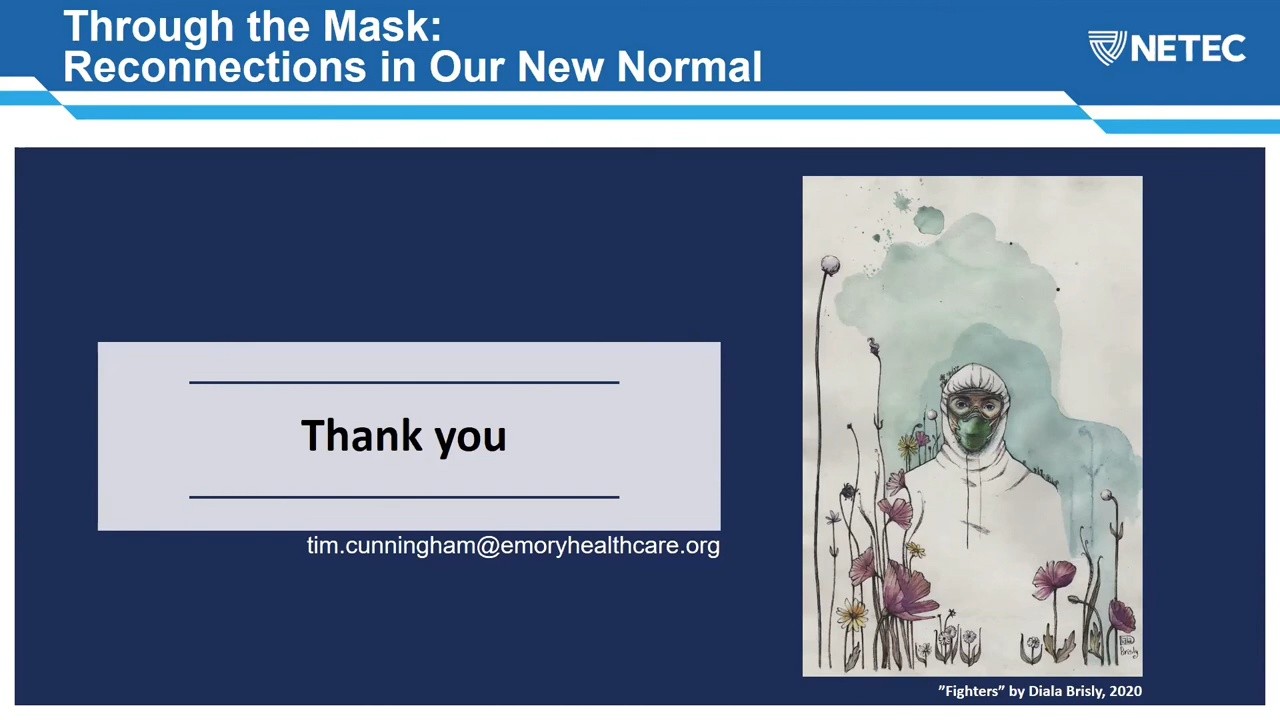 Through the Mask:
Reconnections in Our New Normal
NETEC
Thank you
tim.cunningham@emoryhealthcare.org
Brisly
”Fighters” by Diala Brisly, 2020